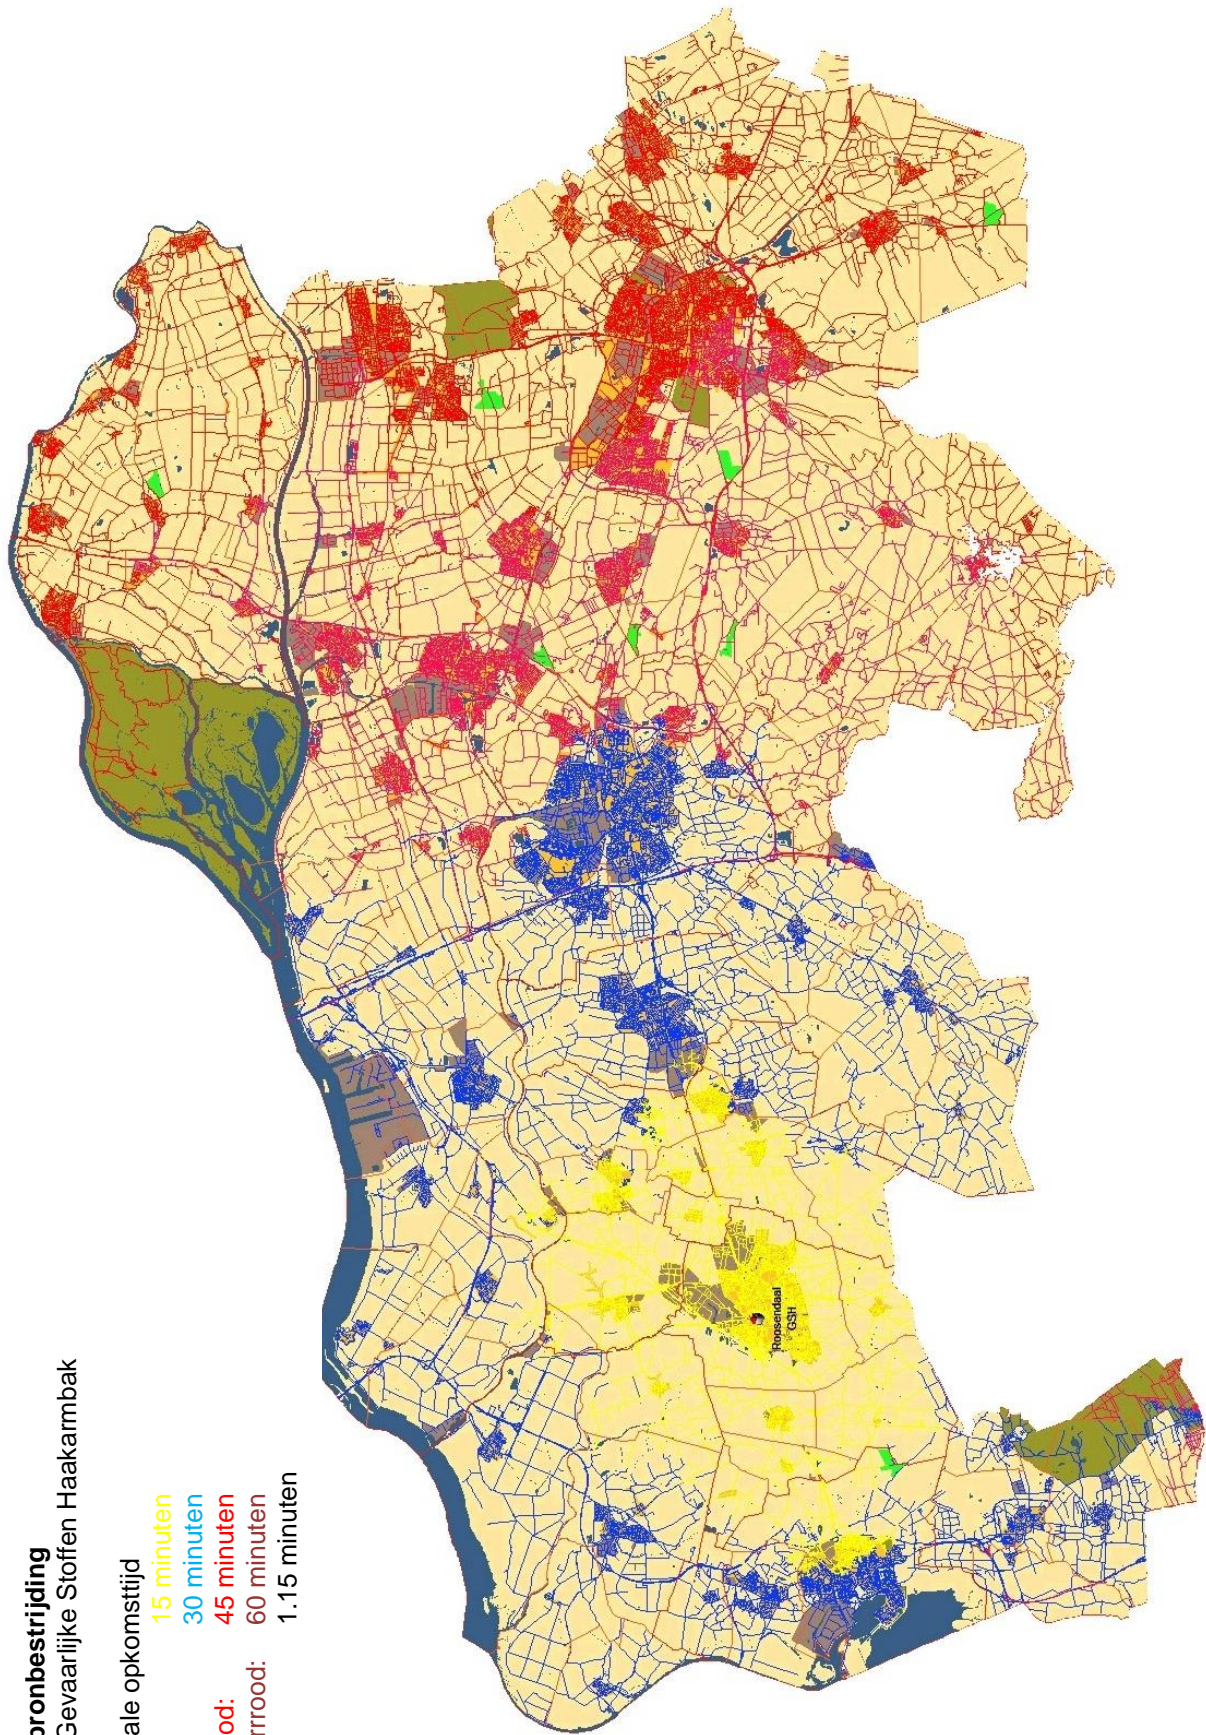 bronbestrijding
Gevaarlijke Stoffen Haakarmbak
ale opkomsttijd
15 minuten
30 minuten
od: 45 minuten
rrrood: 60 minuten
1.15 minuten
Roosendaal
GSH